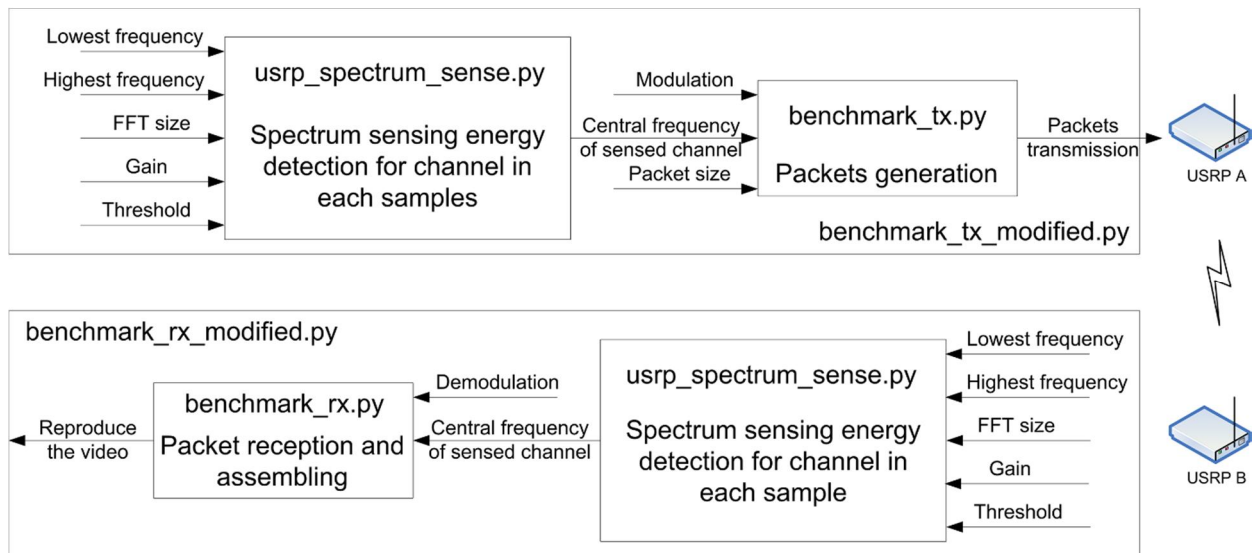 Lowest frequency
Highest frequency
FFT size
Gain
Threshold
usrp_spectrum_sense.py
Spectrum sensing energy
detection for channel in
each samples
Modulation
Central frequency
of sensed channel
Packet size
benchmark_tx.py
Packets generation
Packets
transmission
USRP A
benchmark_tx_modified.py
benchmark_rx_modified.py
Reproduce
the video
benchmark_rx.py
Packet reception and
assembling
Demodulation
Central frequency
of sensed channel
usrp_spectrum_sense.py
Spectrum sensing energy
detection for channel in
each sample
Lowest frequency
Highest frequency
FFT size
Gain
Threshold
USRP B